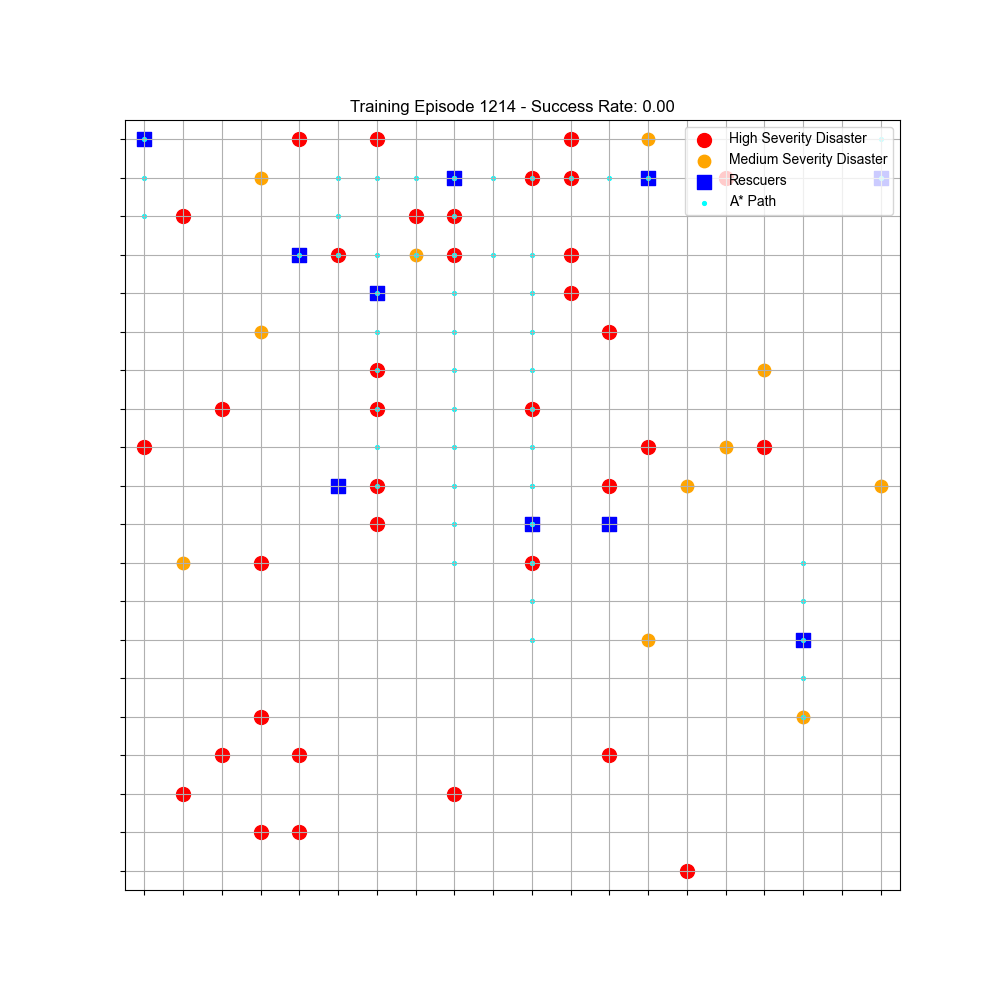 Training Episode 1214 - Success Rate: 0.00
High Severity Disaster
Medium Severity Disaster
Rescuers
A* Path